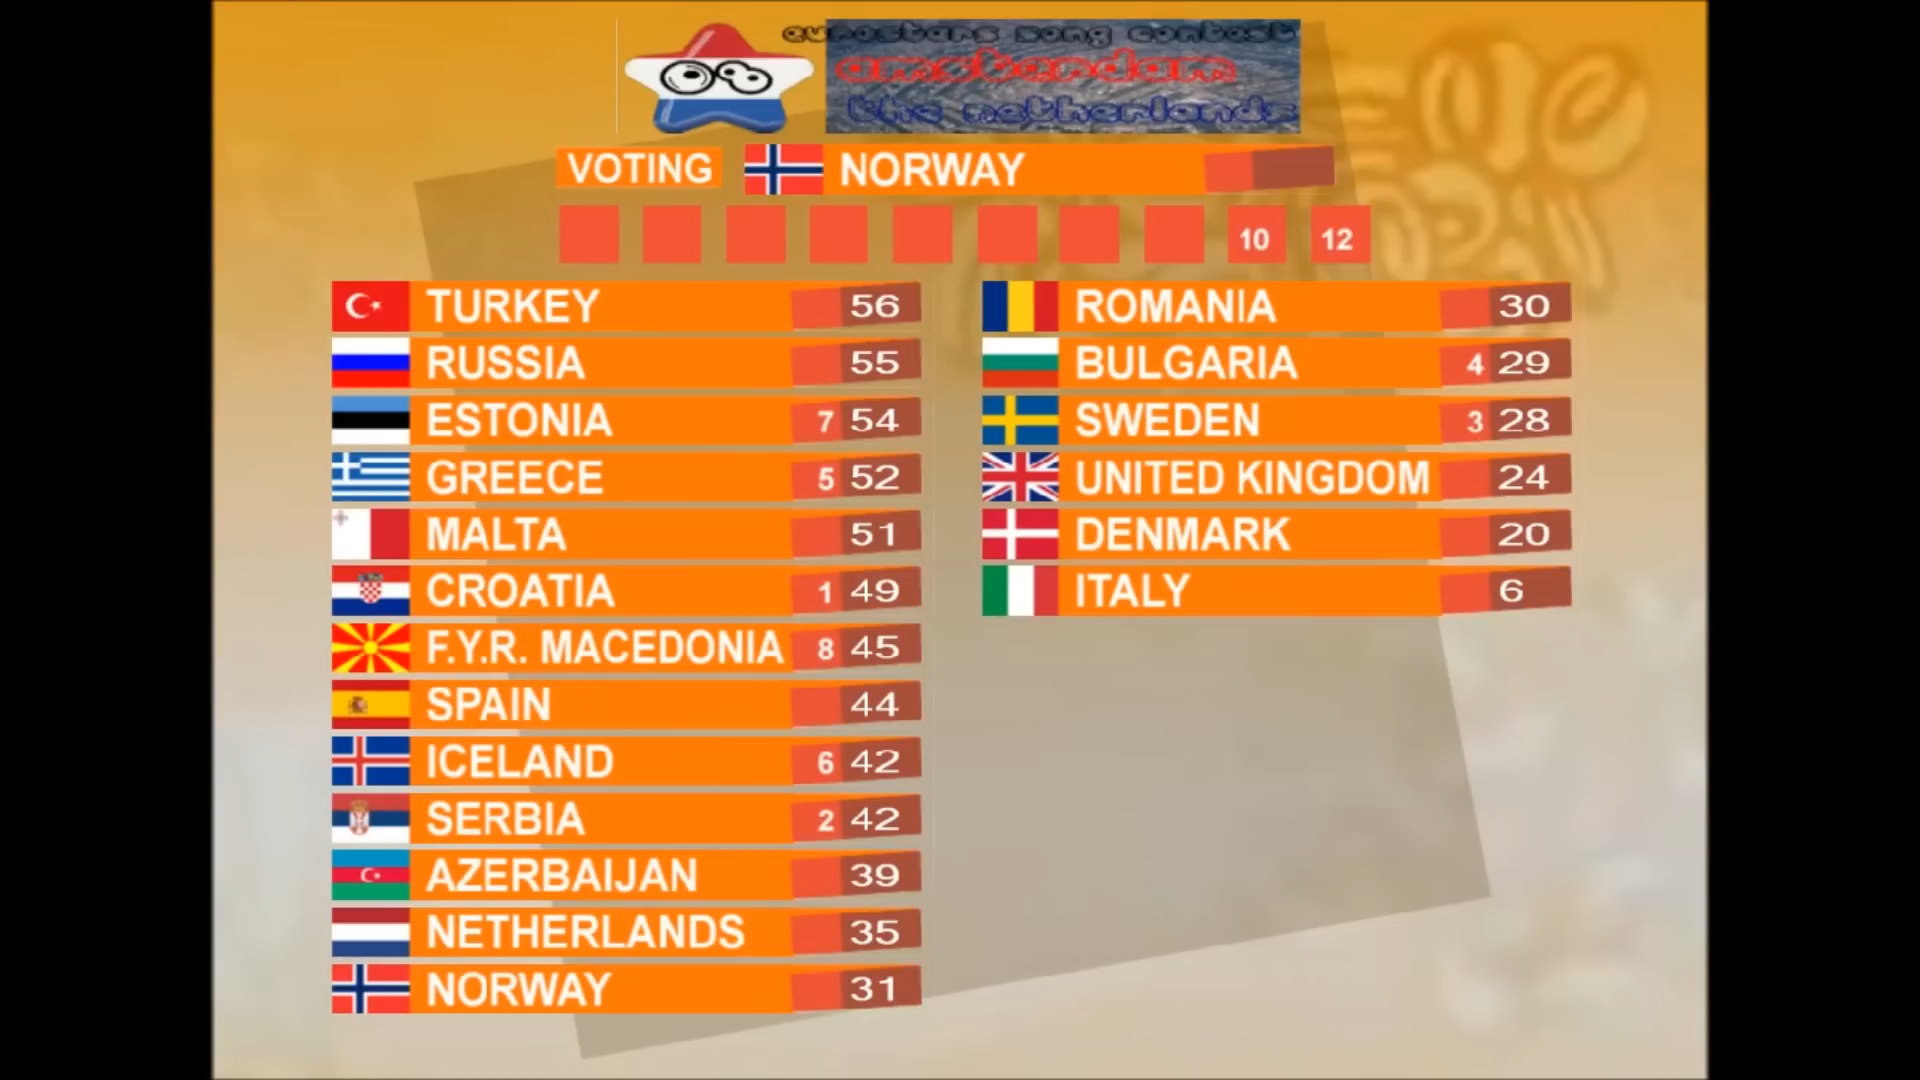 eurostars song contest
amsterdam
the netherlands
VOTING NORWAY
10 12
TURKEY 56
RUSSIA 55
ESTONIA 7 54
GREECE 5 52
MALTA 51
CROATIA 1 49
F.Y.R. MACEDONIA 8 45
SPAIN 44
ICELAND 6 42
SERBIA 2 42
AZERBAIJAN 39
NETHERLANDS 35
NORWAY 31
ROMANIA 30
BULGARIA 4 29
SWEDEN 3 28
UNITED KINGDOM 24
DENMARK 20
ITALY 6